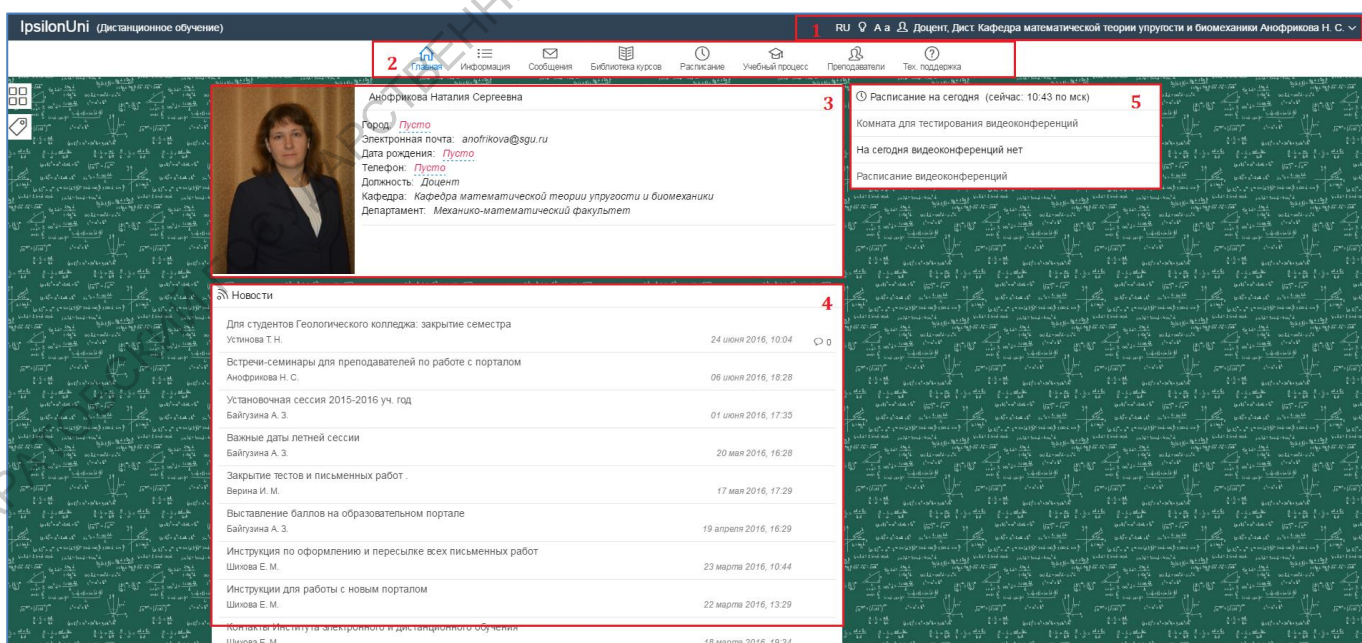 IpsilonUni (Дистанционное обучение)
1 RU A a Доцент, Дист. Кафедра математической теории упругости и биомеханики Анофрикова Н. С.
2 Главная Информация Сообщения Библиотека курсов Расписание Учебный процесс Преподаватели Тех. поддержка
Анофрикова Наталия Сергеевна 3
Город: Пусто
Электронная почта: anofrikova@sgu.ru
Дата рождения: Пусто
Телефон: Пусто
Должность: Доцент
Кафедра: Кафедра математической теории упругости и биомеханики
Департамент: Механико-математический факультет
Расписание на сегодня (сейчас: 10:43 по мск) 5
Комната для тестирования видеоконференций
На сегодня видеоконференций нет
Расписание видеоконференций
Новости 4
Для студентов Геологического колледжа: закрытие семестра
Устинова Т. Н. 24 июня 2016, 10:04 0
Встречи-семинары для преподавателей по работе с порталом
Анофрикова Н. С. 06 июня 2016, 18:28
Установочная сессия 2015-2016 уч. год
Байгузина А. З. 01 июня 2016, 17:35
Важные даты летней сессии
Байгузина А. З. 20 мая 2016, 16:28
Закрытие тестов и письменных работ .
Верина И. М. 17 мая 2016, 17:29
Выставление баллов на образовательном портале
Байгузина А. З. 19 апреля 2016, 16:29
Инструкция по оформлению и пересылке всех письменных работ
Шихова Е. М. 23 марта 2016, 10:44
Инструкции для работы с новым порталом
Шихова Е. М. 22 марта 2016, 13:29
Контакты Института электронного и дистанционного обучения
Шихова Е. М. 18 марта 2016, 19:34